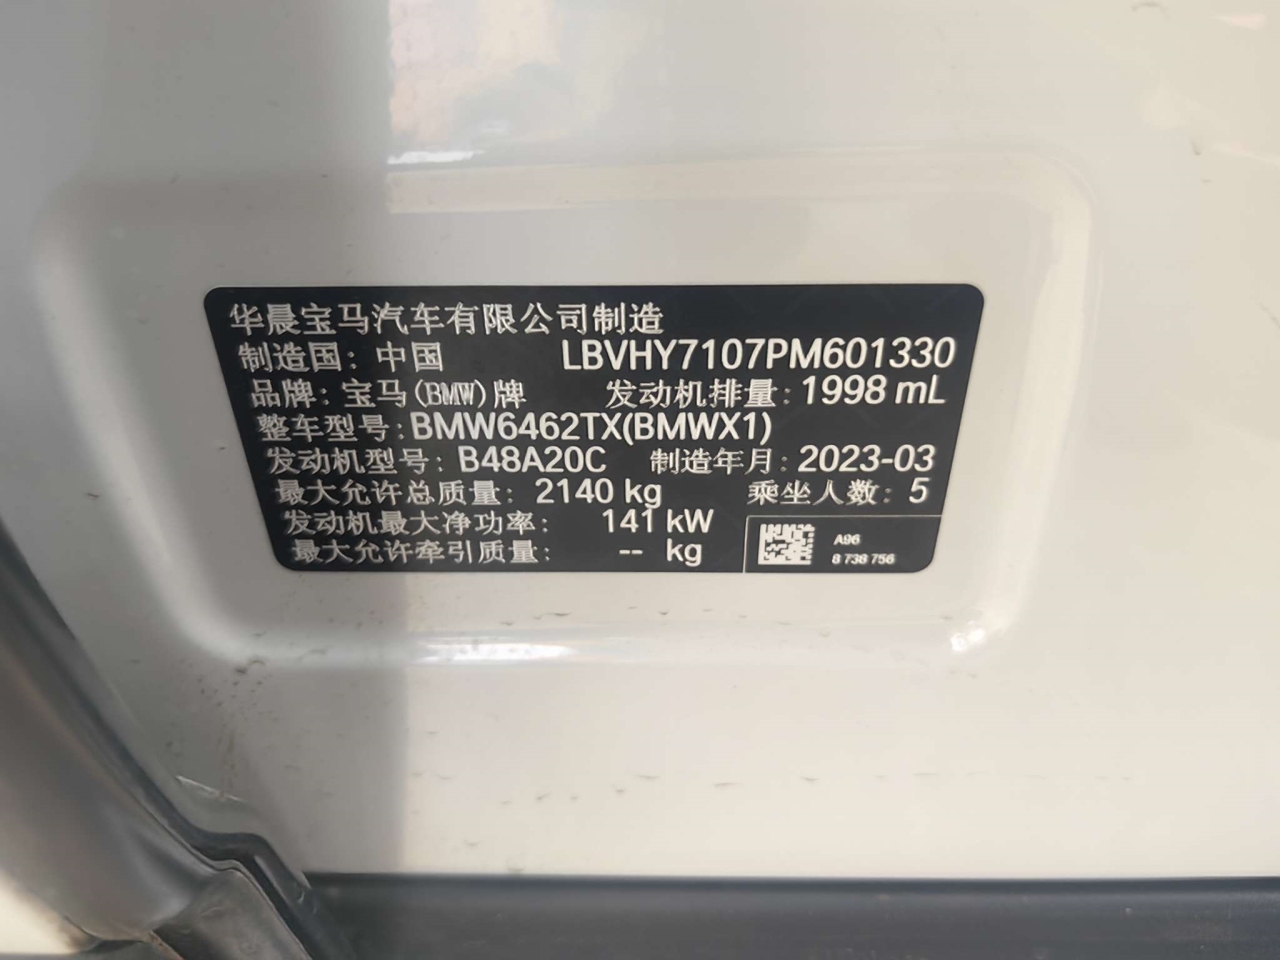 华晨宝马汽车有限公司制造
制造国：中国 LBVHY7107PM601330
品牌：宝马(BMW)牌 发动机排量：1998 mL
整车型号：BMW6462TX(BMWX1)
发动机型号：B48A20C 制造年月：2023-03
最大允许总质量：2140 kg 乘坐人数：5
发动机最大净功率：141 kW
最大允许牵引质量：-- kg
A96
8 738 756